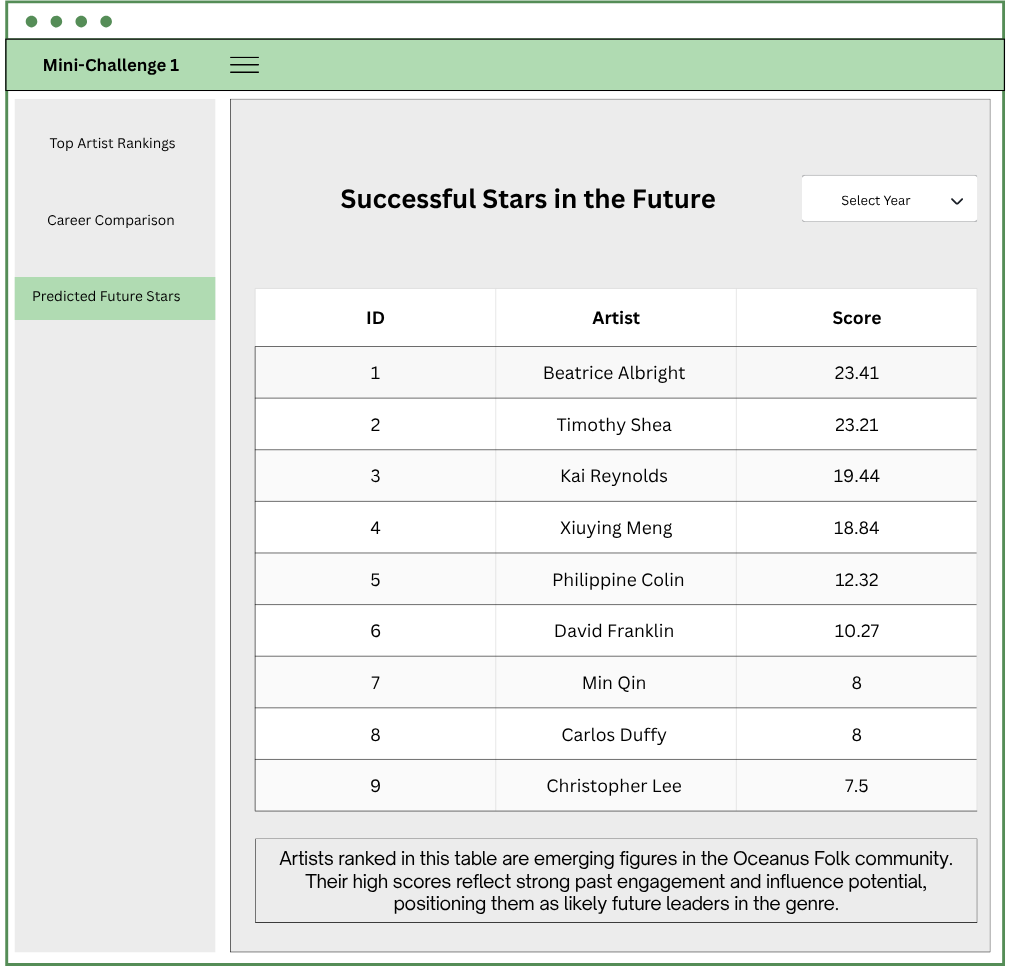 Mini-Challenge 1
Top Artist Rankings
Career Comparison
Predicted Future Stars
Successful Stars in the Future
Select Year
ID Artist Score
1 Beatrice Albright 23.41
2 Timothy Shea 23.21
3 Kai Reynolds 19.44
4 Xiuying Meng 18.84
5 Philippine Colin 12.32
6 David Franklin 10.27
7 Min Qin 8
8 Carlos Duffy 8
9 Christopher Lee 7.5
Artists ranked in this table are emerging figures in the Oceanus Folk community.
Their high scores reflect strong past engagement and influence potential,
positioning them as likely future leaders in the genre.